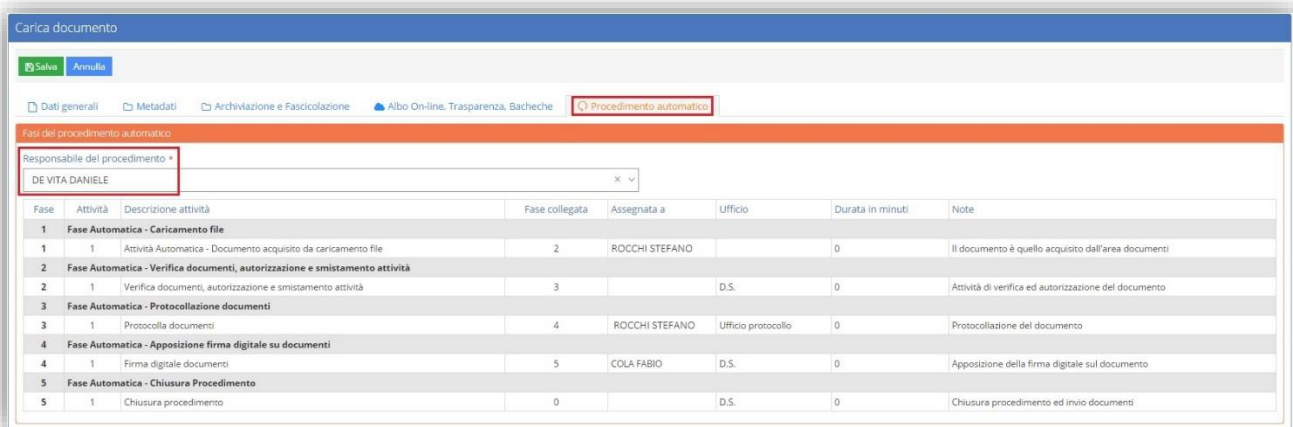 Carica documento
Salva Annulla
Dati generali Metadati Archiviazione e Fascicolazione Albo On-line, Trasparenza, Bacheche Procedimento automatico
Fasi del procedimento automatico
Responsabile del procedimento *
DE VITA DANIELE
Fase Attività Descrizione attività Fase collegata Assegnata a Ufficio Durata in minuti Note
1 Fase Automatica - Caricamento file
1 1 Attività Automatica - Documento acquisito da caricamento file 2 ROCCHI STEFANO 0 Il documento è quello acquisito dall'area documenti
2 Fase Automatica - Verifica documenti, autorizzazione e smistamento attività
2 1 Verifica documenti, autorizzazione e smistamento attività 3 D.S. 0 Attività di verifica ed autorizzazione del documento
3 Fase Automatica - Protocollazione documenti
3 1 Protocolla documenti 4 ROCCHI STEFANO Ufficio protocollo 0 Protocollazione del documento
4 Fase Automatica - Apposizione firma digitale su documenti
4 1 Firma digitale documenti 5 COLA FABIO D.S. 0 Apposizione della firma digitale sul documento
5 Fase Automatica - Chiusura Procedimento
5 1 Chiusura procedimento 0 D.S. 0 Chiusura procedimento ed invio documenti